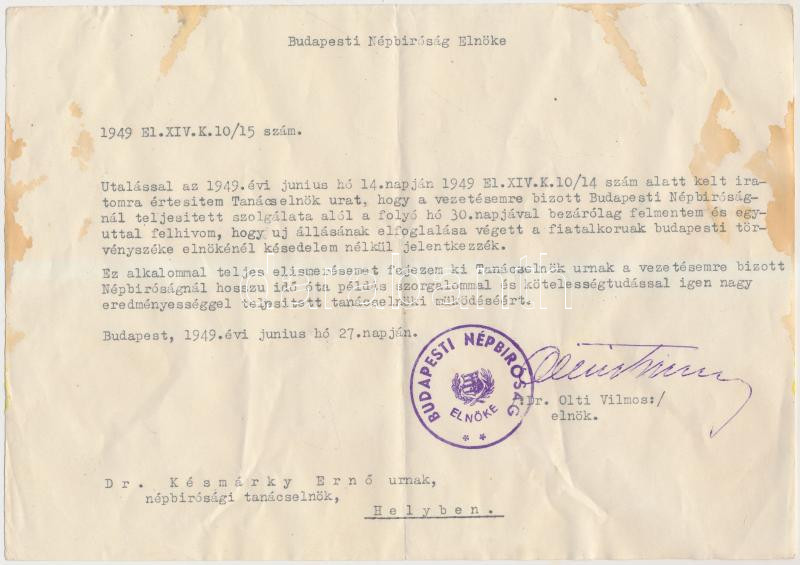 Budapesti Népbiróság Elnöke
1949 El.XIV.K.10/15 szám.
Utalással az 1949.évi junius hó 14.napján 1949 El.XIV.K.10/14 szám alatt kelt ira-
tomra értesitem Tanácselnök urat, hogy a vezetésemre bizott Budapesti Népbiróság-
nál teljesitett szolgálata alól a folyó hó 30.napjával bezárólag felmentem és egy-
uttal felhivom, hogy uj állásának elfoglalása végett a fiatalkoruak budapesti tör-
vényszéke elnökénél késedelem nélkül jelentkezzék.
Ez alkalommal teljes elismerésemet fejezem ki Tanácselnök urnak a vezetésemre bizott
Népbiróságnál hosszu idő óta példás szorgalommal és kötelességtudással igen nagy
eredményességgel teljesitett tanácselnöki müködéséért.
Budapest, 1949.évi junius hó 27.napján.
BUDAPESTI NÉPBIRÓSÁG
ELNÖKE
/:Dr. Olti Vilmos:/
elnök.
Dr. Késmárky Ernő urnak,
népbirósági tanácselnök,
Helyben.